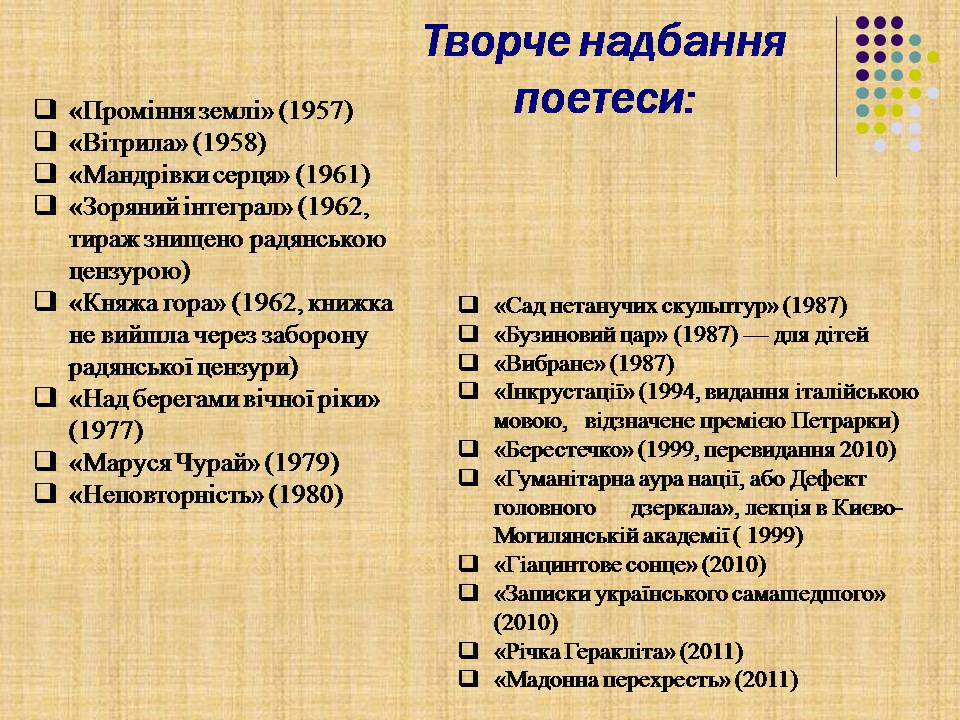 Творче надбання
поетеси:
«Проміння землі» (1957)
«Вітрила» (1958)
«Мандрівки серця» (1961)
«Зоряний інтеграл» (1962,
тираж знищено радянською
цензурою)
«Княжа гора» (1962, книжка
не вийшла через заборону
радянської цензури)
«Над берегами вічної ріки»
(1977)
«Маруся Чурай» (1979)
«Неповторність» (1980)
«Сад нетанучих скульптур» (1987)
«Бузиновий цар» (1987) — для дітей
«Вибране» (1987)
«Інкрустації» (1994, видання італійською
мовою, відзначене премією Петрарки)
«Берестечко» (1999, перевидання 2010)
«Гуманітарна аура нації, або Дефект
головного дзеркала», лекція в Києво-
Могилянській академії ( 1999)
«Гіацинтове сонце» (2010)
«Записки українського самашедшого»
(2010)
«Річка Геракліта» (2011)
«Мадонна перехресть» (2011)